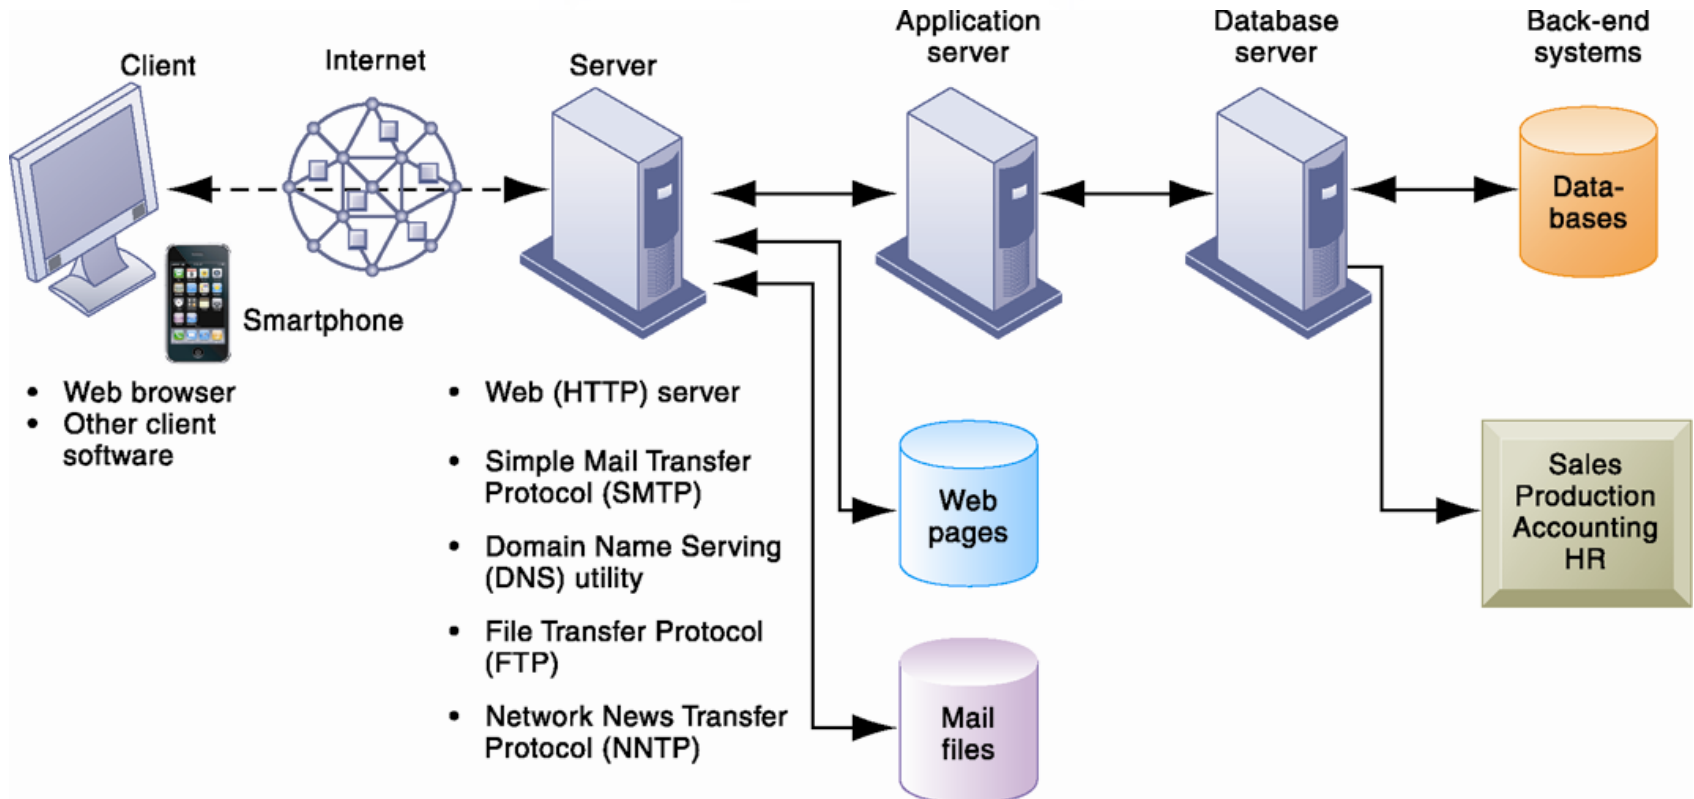 Client
Internet
Server
Application
server
Database
server
Back-end
systems
Data-
bases
Smartphone
• Web browser
• Other client
software
• Web (HTTP) server
• Simple Mail Transfer
Protocol (SMTP)
• Domain Name Serving
(DNS) utility
• File Transfer Protocol
(FTP)
• Network News Transfer
Protocol (NNTP)
Web
pages
Mail
files
Sales
Production
Accounting
HR